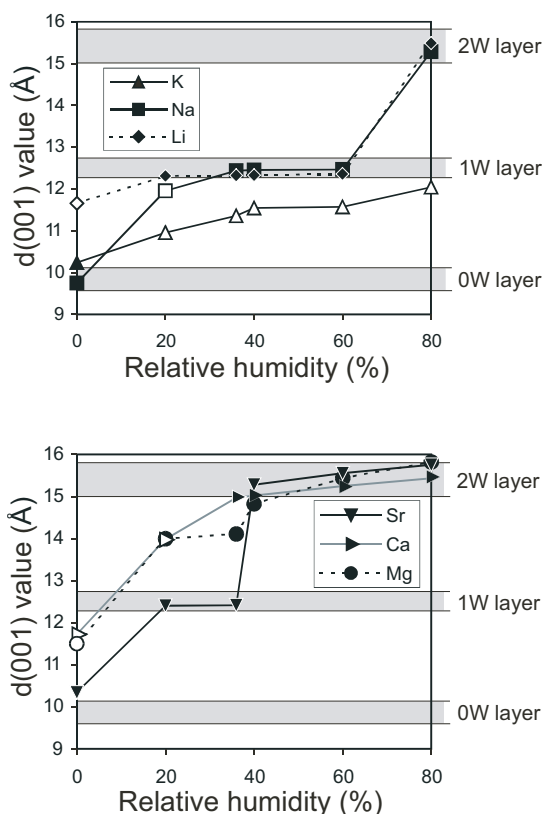 16
15
14
13
12
11
10
9
d(001) value (Å)
K
Na
Li
2W layer
1W layer
0W layer
0 20 40 60 80
Relative humidity (%)
16
15
14
13
12
11
10
9
d(001) value (Å)
Sr
Ca
Mg
2W layer
1W layer
0W layer
0 20 40 60 80
Relative humidity (%)